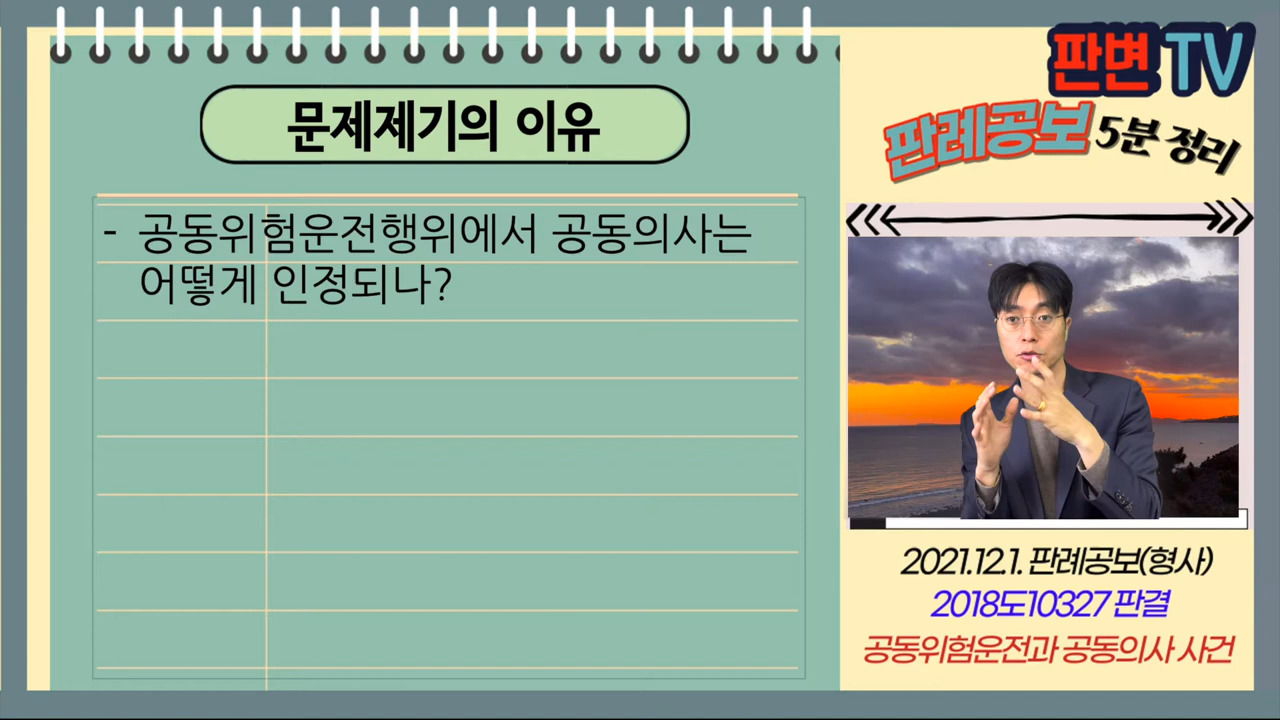 문제제기의 이유
- 공동위험운전행위에서 공동의사는
어떻게 인정되나?
판변 TV
판례공보 5분 정리
2021.12.1. 판례공보(형사)
2018도10327 판결
공동위험운전과 공동의사 사건